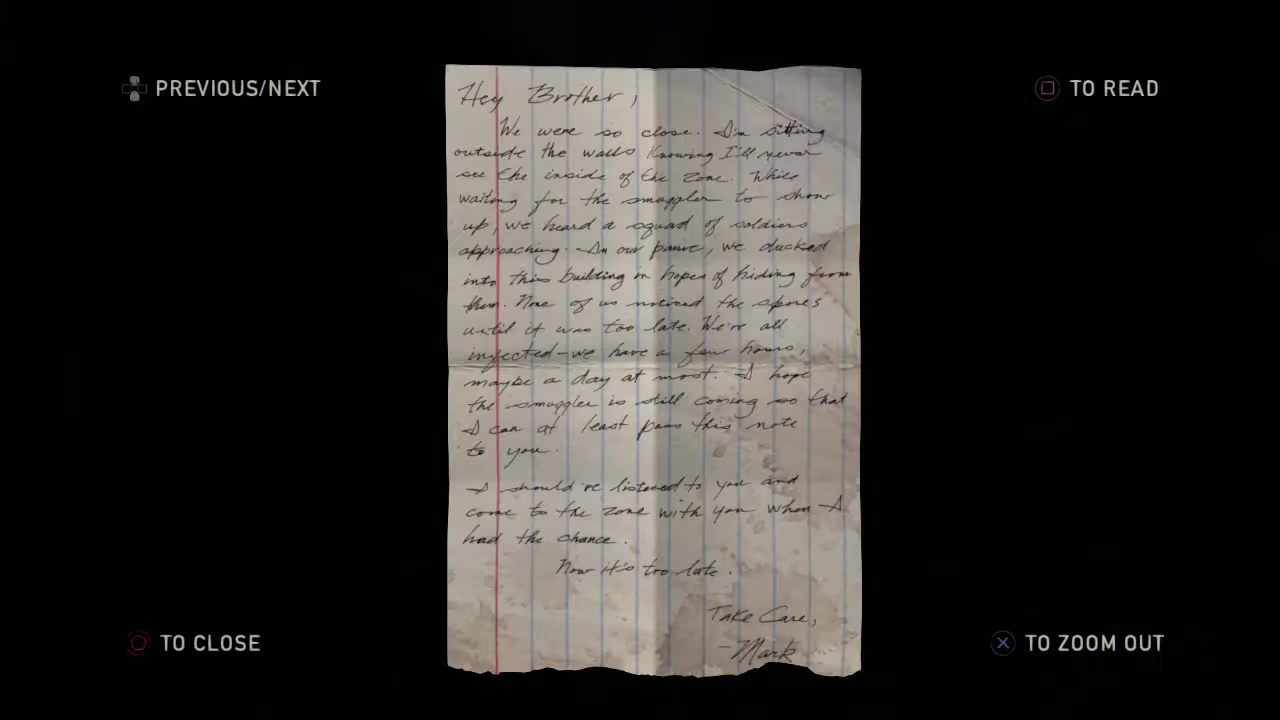 PREVIOUS/NEXT
TO READ
Hey Brother,
We were so close. I'm sitting
outside the walls knowing I'll never
see the inside of the zone. While
waiting for the smuggler to show
up, we heard a squad of soldiers
approaching. In our panic, we ducked
into this building in hopes of hiding from
them. None of us noticed the spores
until it was too late. We're all
infected-we have a few hours,
maybe a day at most. I hope
the smuggler is still coming so that
I can at least pass this note
to you.
I should've listened to you and
come to the zone with you when I
had the chance.
Now it's too late.
Take Care,
-Mark
TO CLOSE
TO ZOOM OUT